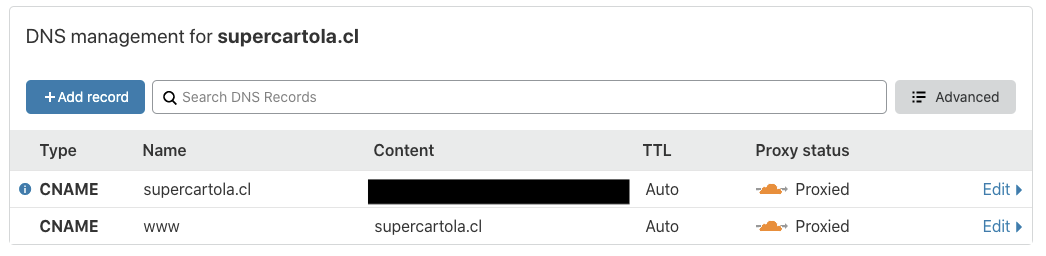 DNS management for supercartola.cl
+ Add record Search DNS Records Advanced
Type Name Content TTL Proxy status
CNAME supercartola.cl Auto Proxied Edit
CNAME www supercartola.cl Auto Proxied Edit